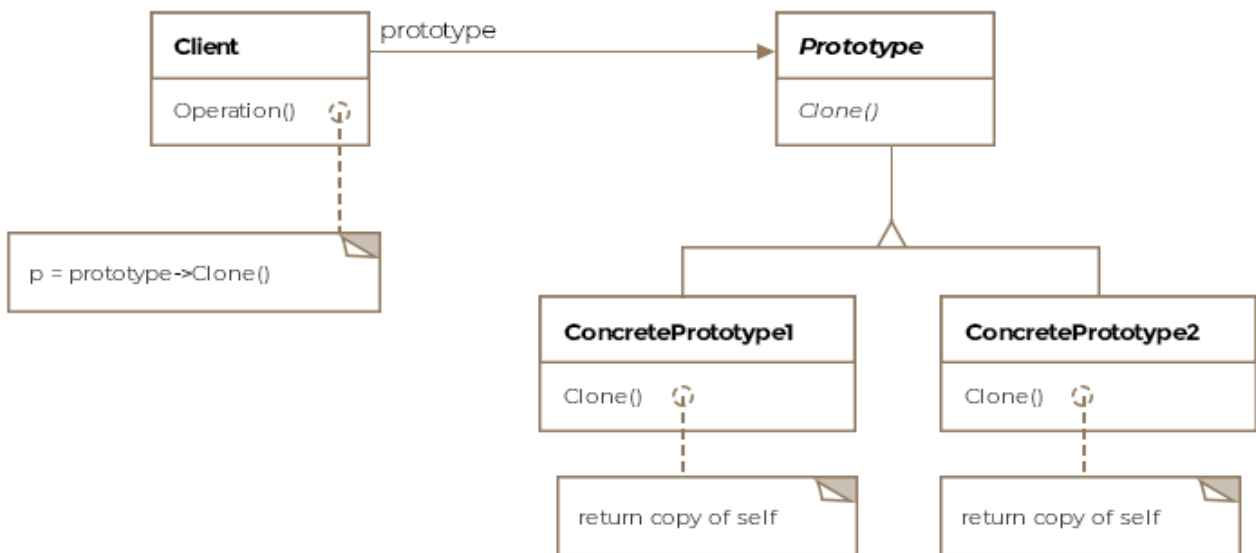 Client
prototype
Prototype
Operation()
Clone()
p = prototype->Clone()
ConcretePrototype1
ConcretePrototype2
Clone()
Clone()
return copy of self
return copy of self